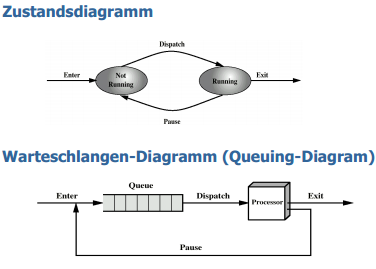 Zustandsdiagramm
Dispatch
Enter
Not
Running
Running
Exit
Pause
Warteschlangen-Diagramm (Queuing-Diagram)
Queue
Enter
Dispatch
Processor
Exit
Pause